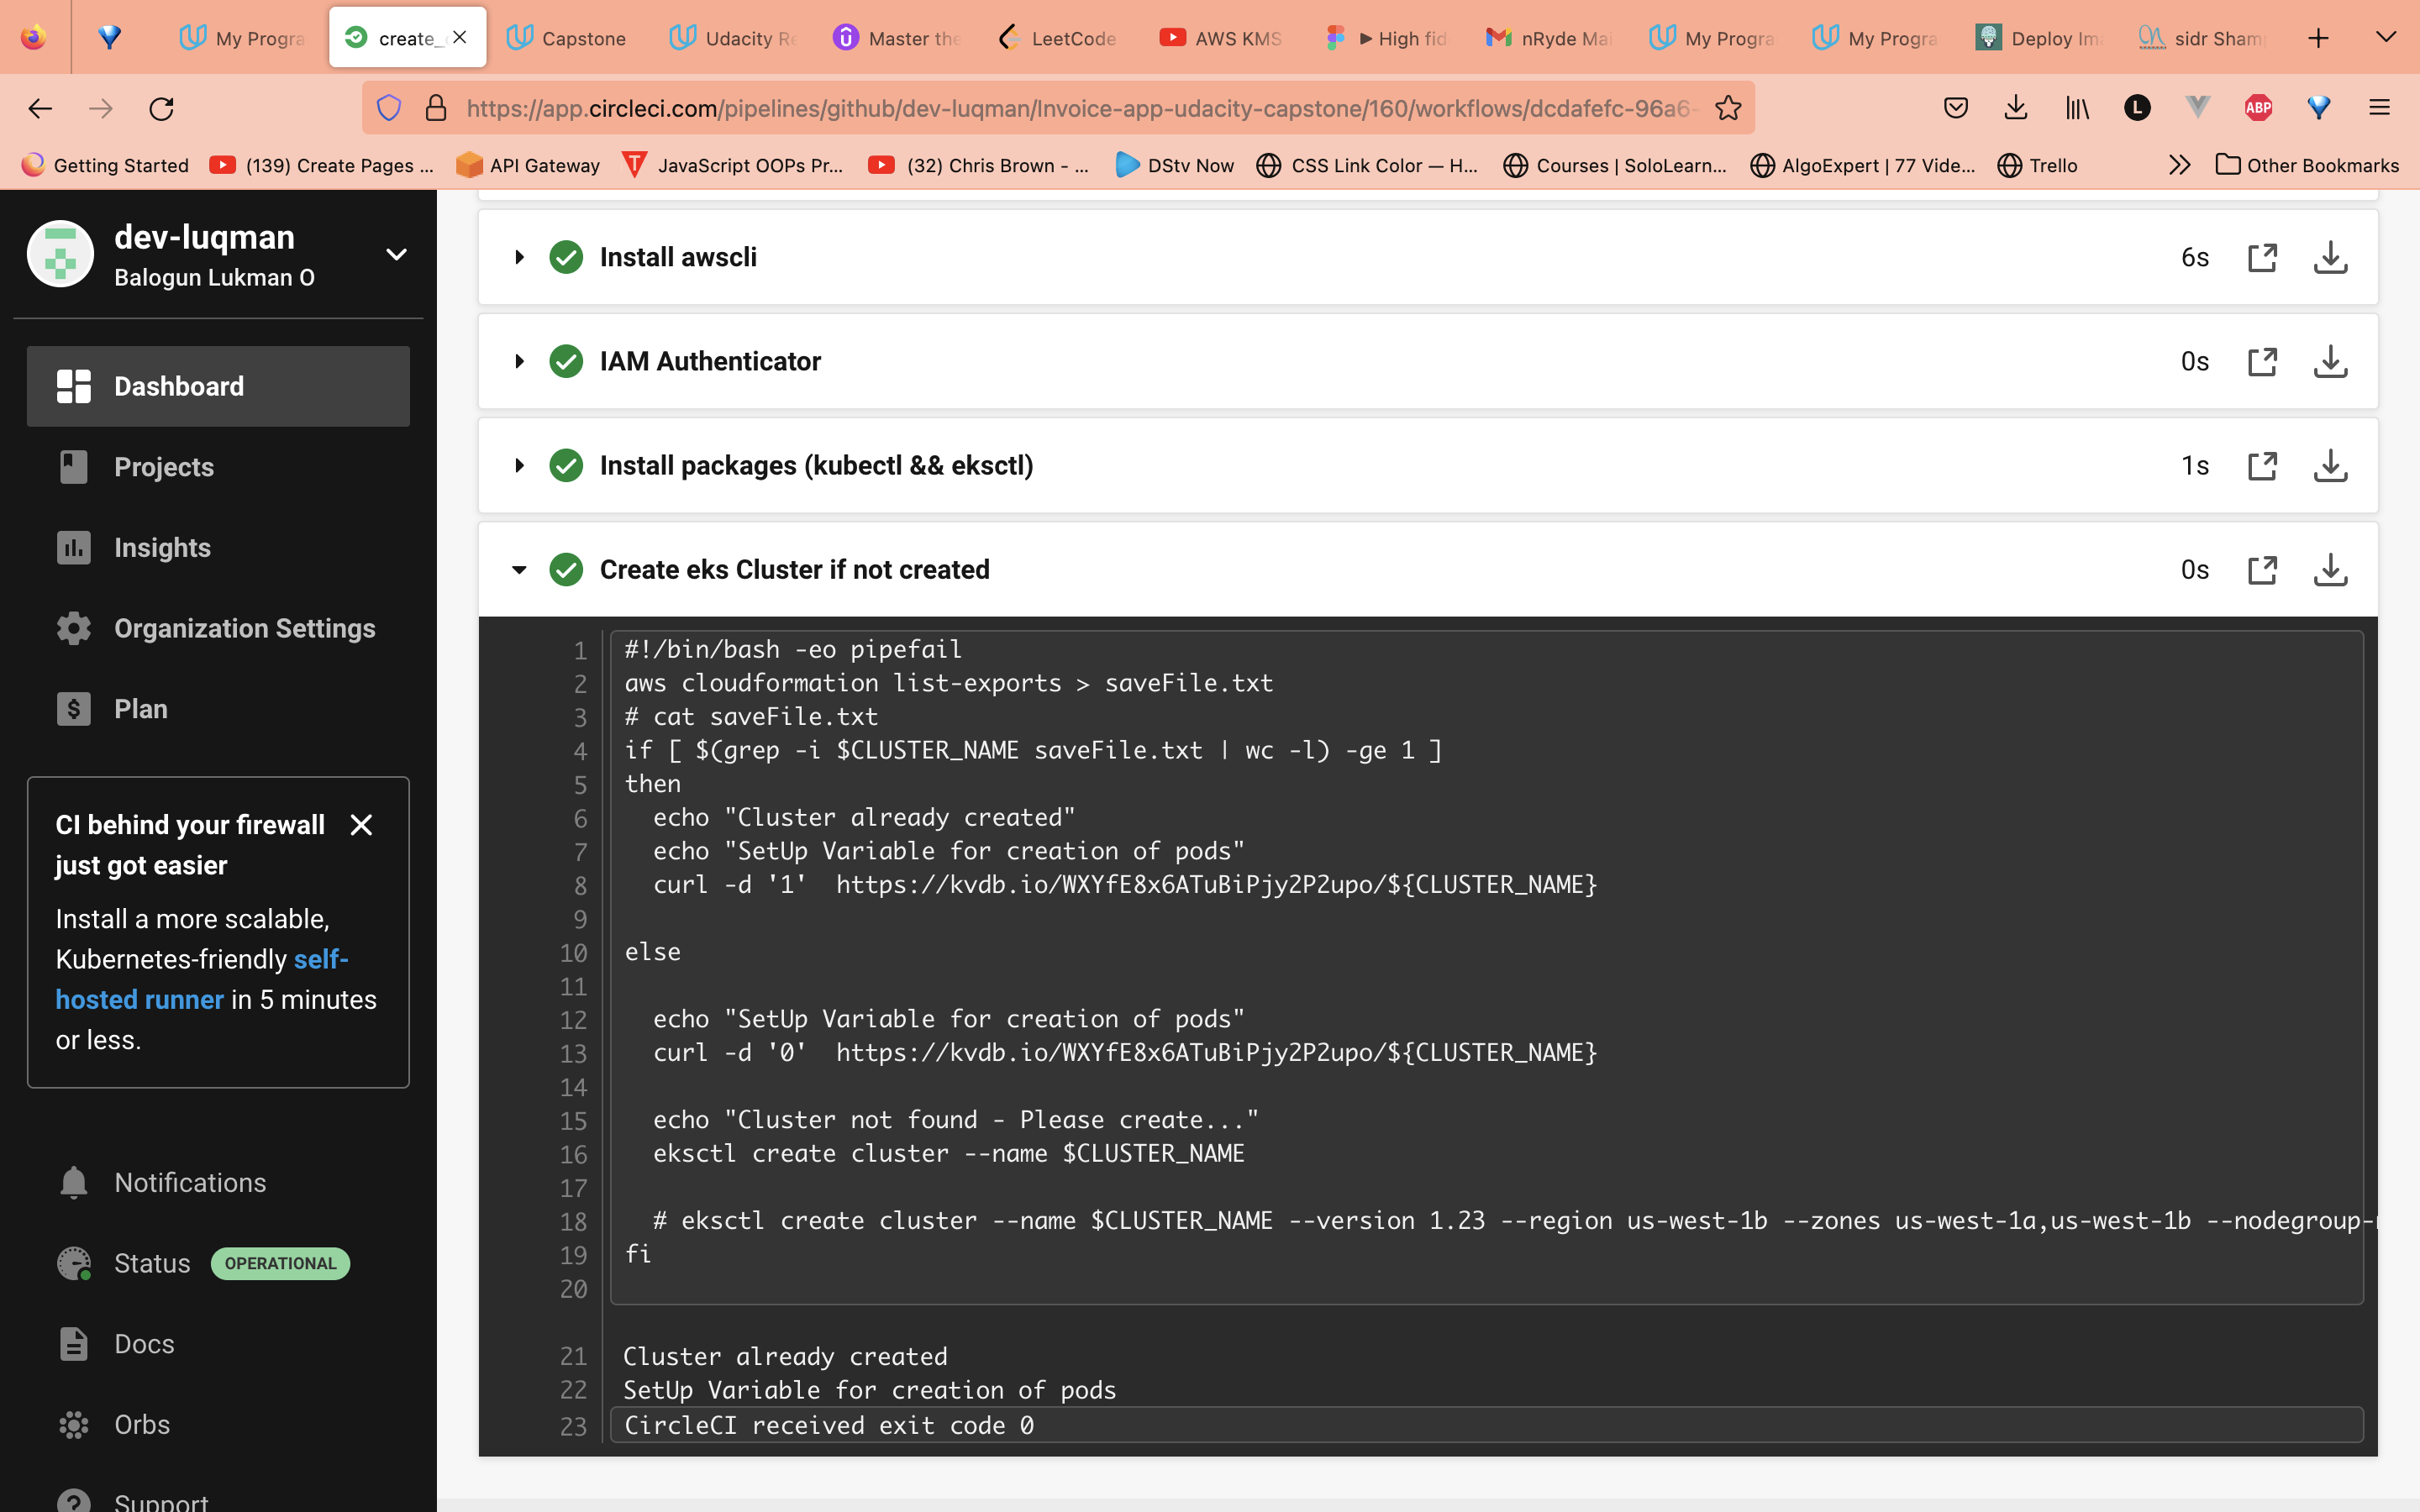 My Progra
create_
Capstone
Udacity Re
Master the
LeetCode
AWS KMS
▶ High fid
nRyde Mai
My Progra
My Progra
Deploy Ima
sidr Sham
https://app.circleci.com/pipelines/github/dev-luqman/Invoice-app-udacity-capstone/160/workflows/dcdafefc-96a6-
L
ABP
Getting Started
(139) Create Pages ...
API Gateway
JavaScript OOPs Pr...
(32) Chris Brown - ...
DStv Now
CSS Link Color — H...
Courses | SoloLearn...
AlgoExpert | 77 Vide...
Trello
Other Bookmarks
dev-luqman
Balogun Lukman O
Dashboard
Projects
Insights
Organization Settings
Plan
CI behind your firewall
just got easier
Install a more scalable,
Kubernetes-friendly self-
hosted runner in 5 minutes
or less.
Notifications
Status OPERATIONAL
Docs
Orbs
Support
Install awscli 6s
IAM Authenticator 0s
Install packages (kubectl && eksctl) 1s
Create eks Cluster if not created 0s
1 #!/bin/bash -eo pipefail
2 aws cloudformation list-exports > saveFile.txt
3 # cat saveFile.txt
4 if [ $(grep -i $CLUSTER_NAME saveFile.txt | wc -l) -ge 1 ]
5 then
6 echo "Cluster already created"
7 echo "SetUp Variable for creation of pods"
8 curl -d '1'  https://kvdb.io/WXYfE8x6ATuBiPjy2P2upo/${CLUSTER_NAME}
9
10 else
11
12 echo "SetUp Variable for creation of pods"
13 curl -d '0'  https://kvdb.io/WXYfE8x6ATuBiPjy2P2upo/${CLUSTER_NAME}
14
15 echo "Cluster not found - Please create..."
16 eksctl create cluster --name $CLUSTER_NAME
17
18 # eksctl create cluster --name $CLUSTER_NAME --version 1.23 --region us-west-1b --zones us-west-1a,us-west-1b --nodegroup-
19 fi
20
21 Cluster already created
22 SetUp Variable for creation of pods
23 CircleCI received exit code 0